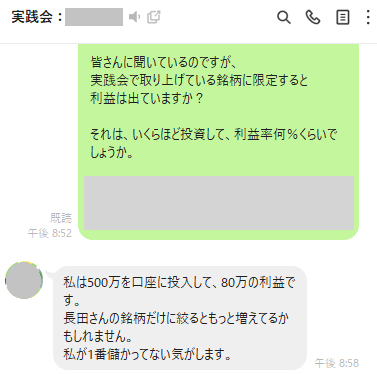 実践会：
皆さんに聞いているのですが、
実践会で取り上げている銘柄に限定すると
利益は出ていますか？
それは、いくらほど投資して、利益率何％くらいで
しょうか。
既読
午後 8:52
私は500万を口座に投入して、80万の利益で
す。
長田さんの銘柄だけに絞るともっと増えてるか
もしれません。
私が1番儲かってない気がします。
午後 8:58